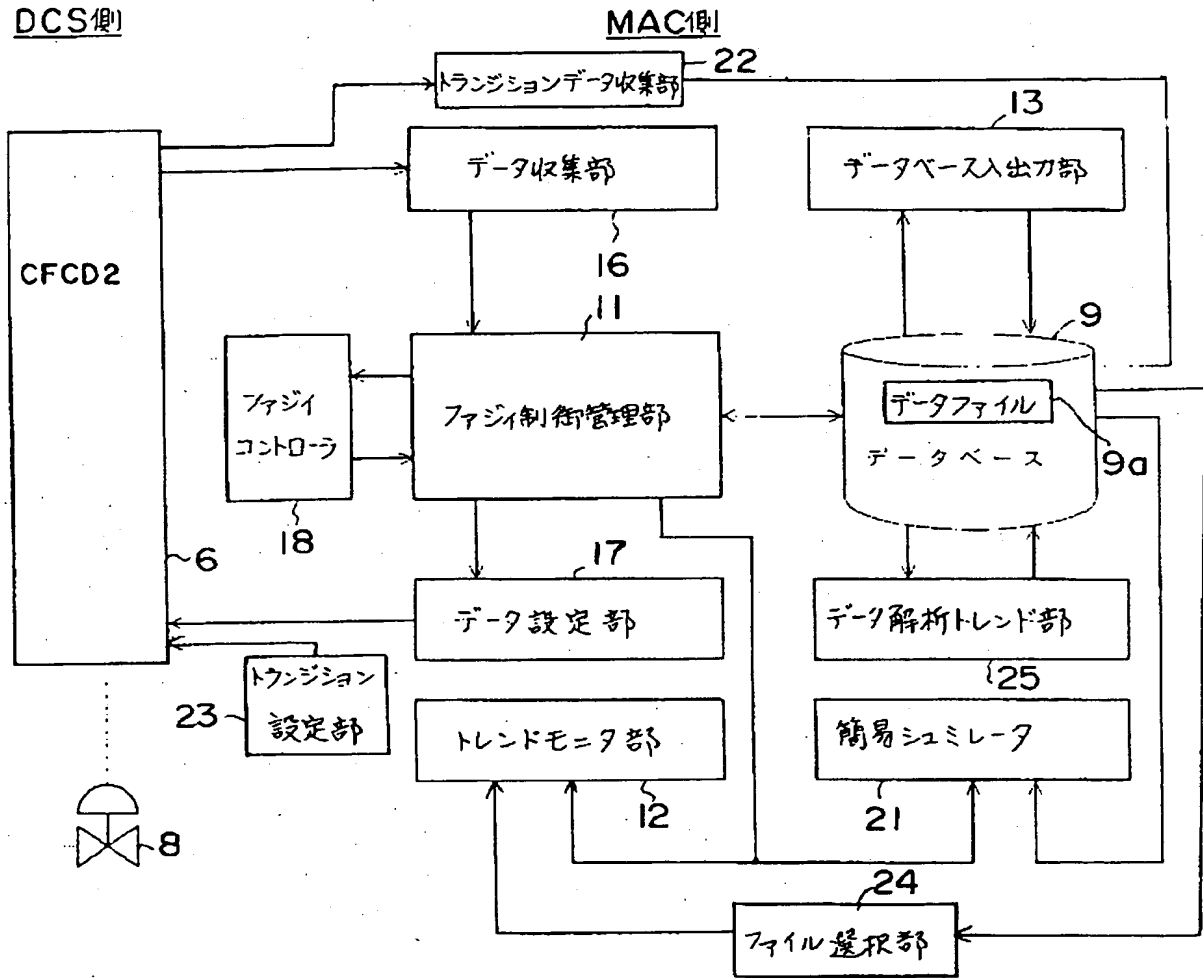 DCS側
MAC側
トランジションデータ収集部
22
13
データ収集部
データベース入出力部
CFCD2
16
11
9
ファジィ
コントローラ
ファジィ制御管理部
データファイル
データベース
9a
18
6
17
データ設定部
データ解析トレンド部
25
トランジション
設定部
23
トレンドモニタ部
簡易シュミレータ
12
21
8
24
ファイル選択部